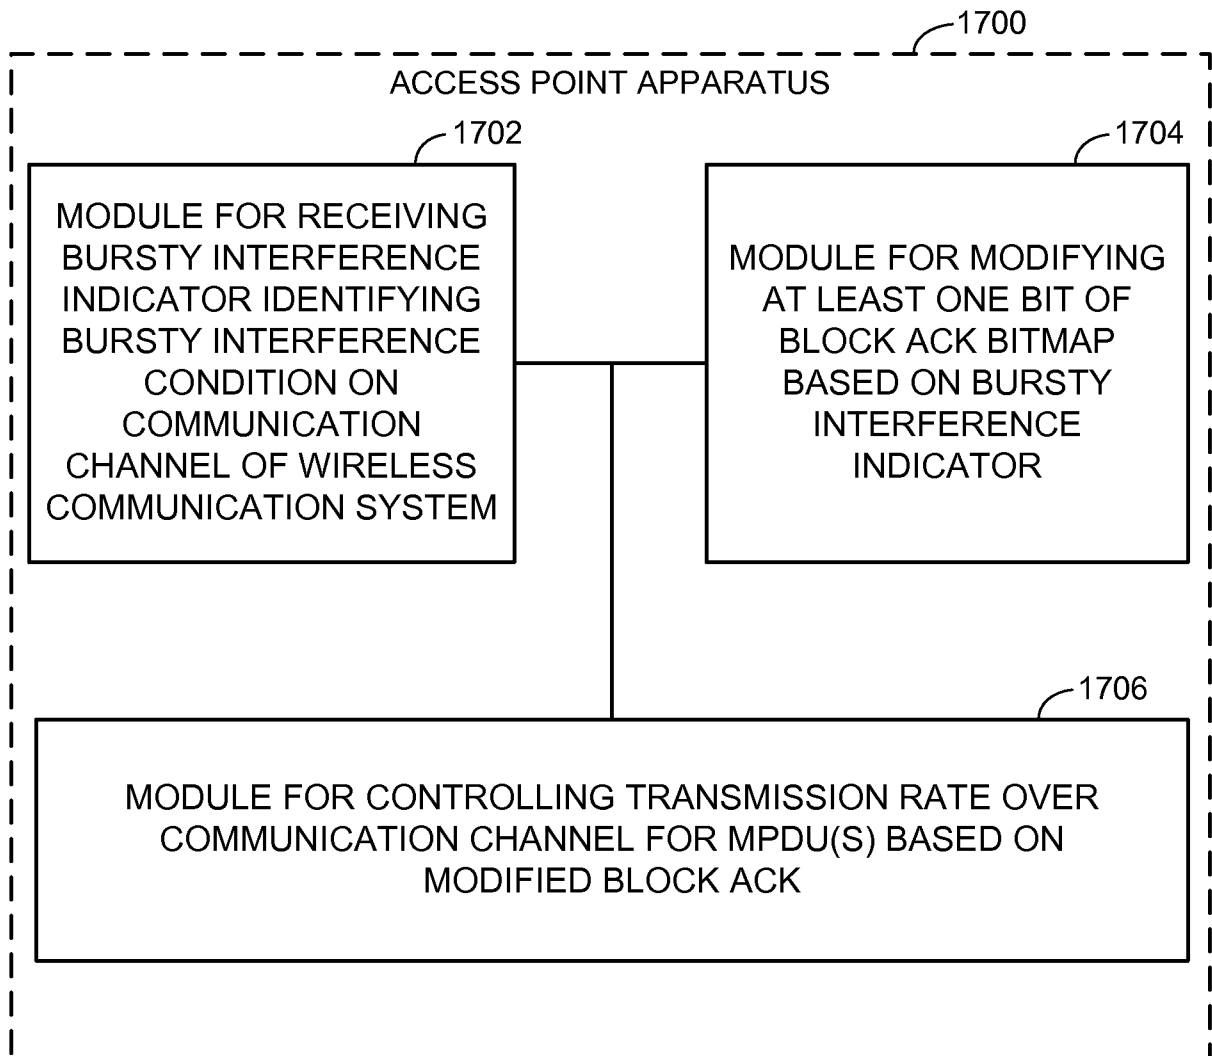 1700
ACCESS POINT APPARATUS
1702
MODULE FOR RECEIVING
BURSTY INTERFERENCE
INDICATOR IDENTIFYING
BURSTY INTERFERENCE
CONDITION ON
COMMUNICATION
CHANNEL OF WIRELESS
COMMUNICATION SYSTEM
1704
MODULE FOR MODIFYING
AT LEAST ONE BIT OF
BLOCK ACK BITMAP
BASED ON BURSTY
INTERFERENCE
INDICATOR
1706
MODULE FOR CONTROLLING TRANSMISSION RATE OVER
COMMUNICATION CHANNEL FOR MPDU(S) BASED ON
MODIFIED BLOCK ACK